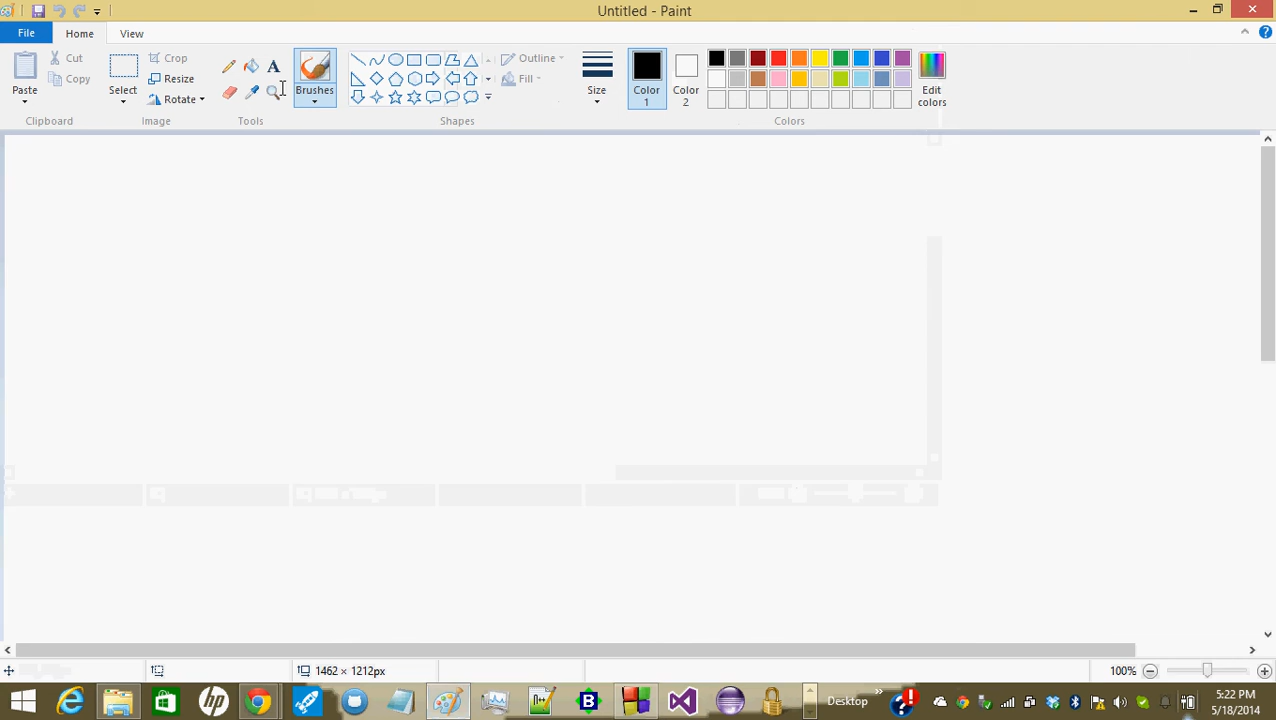 Untitled - Paint
File Home View
Paste Cut Copy
Select Crop Resize Rotate
A
Brushes
Outline Fill
Size
Color 1
Color 2
Edit colors
Clipboard Image Tools Shapes Colors
1462 × 1212px 100%
Desktop
5:22 PM
5/18/2014